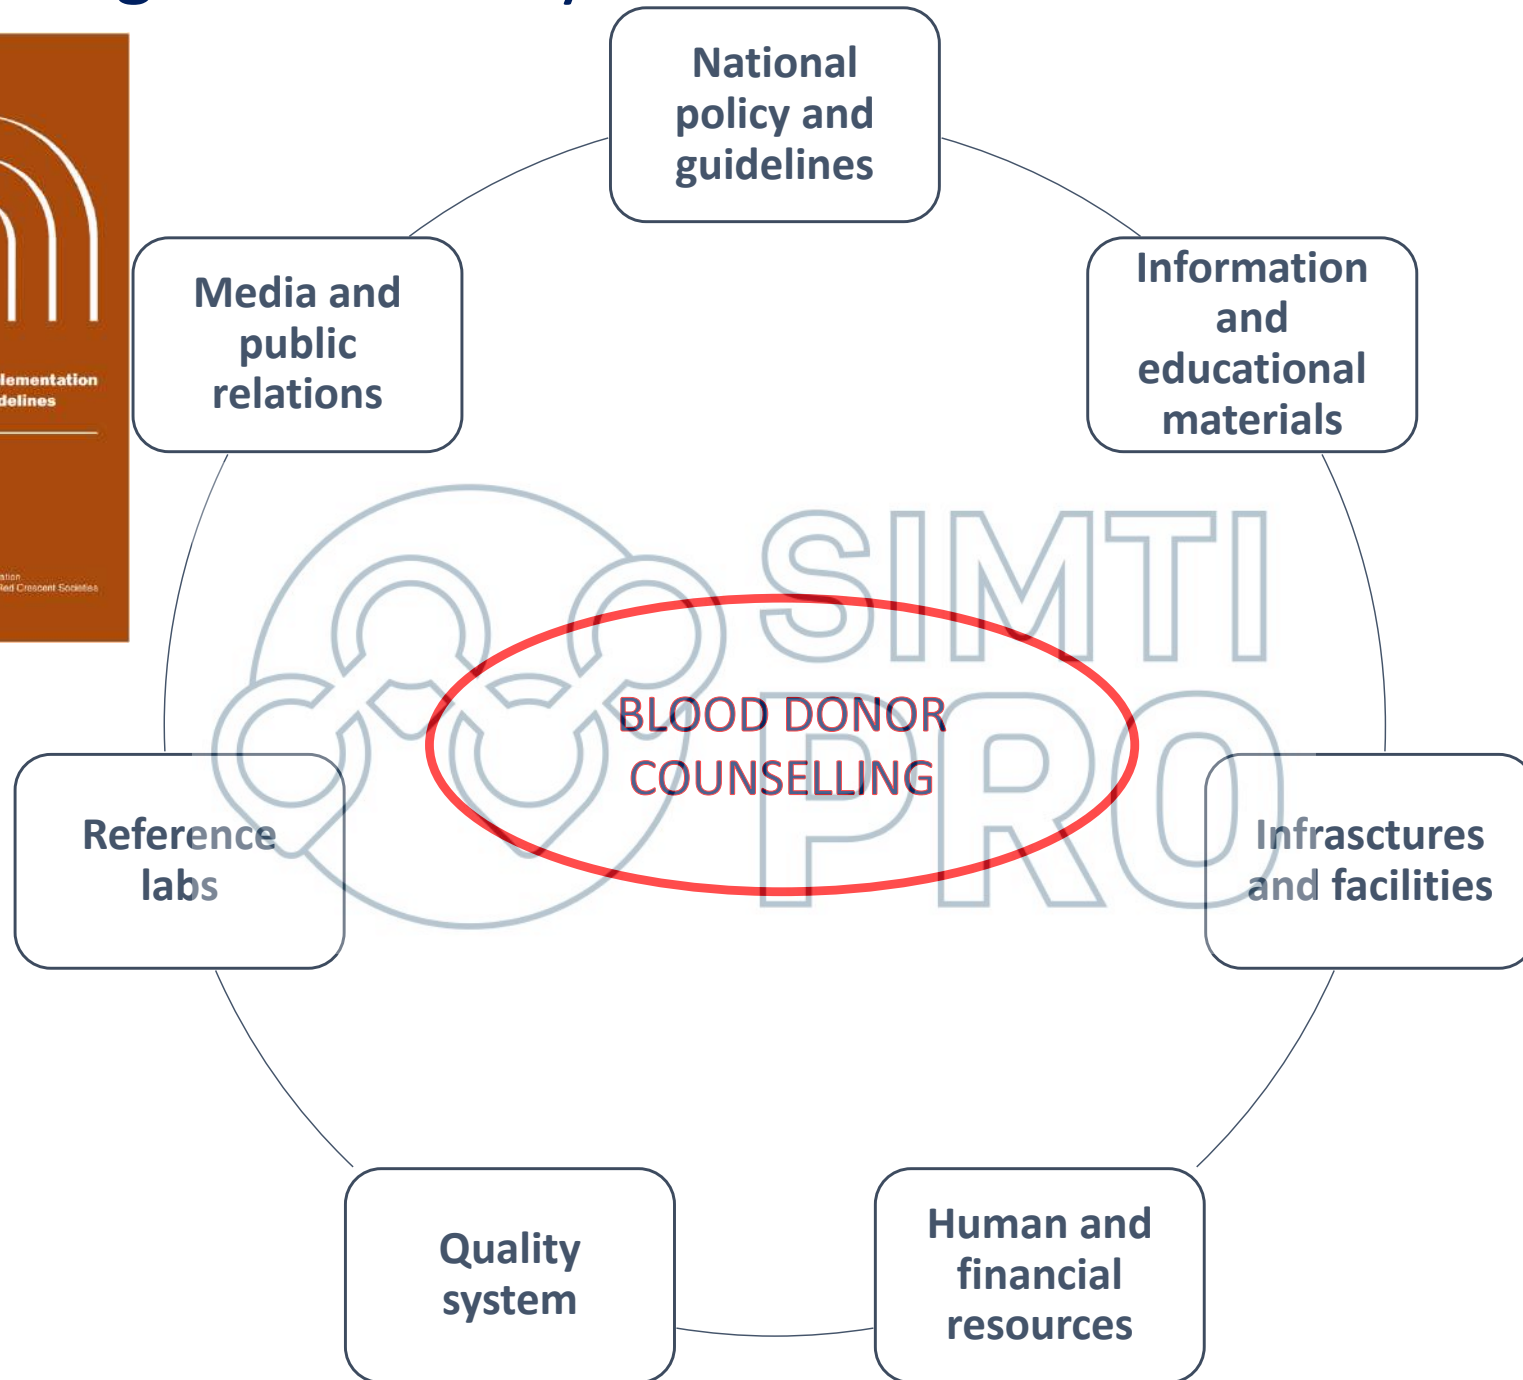 National
policy and
guidelines
Media and
public
relations
Information
and
educational
materials
lementation
delines
ation
Red Crescent Societies
SIMTI
PRO
BLOOD DONOR
COUNSELLING
Reference
labs
Infrasctures
and facilities
Quality
system
Human and
financial
resources